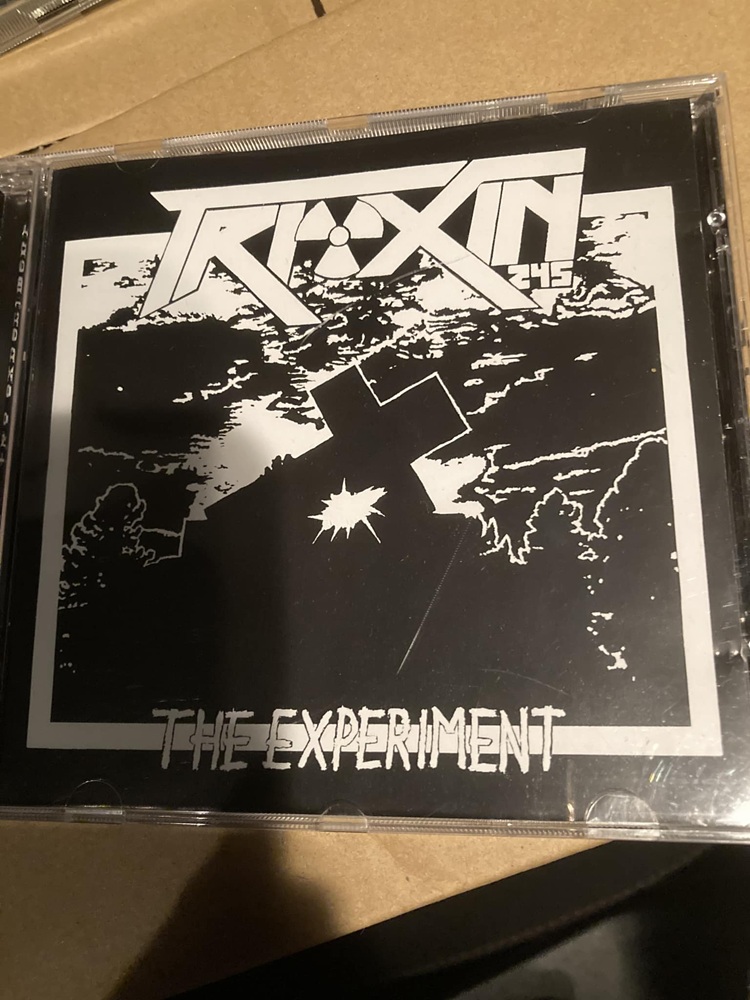 TRIOXIN
245
THE EXPERIMENT